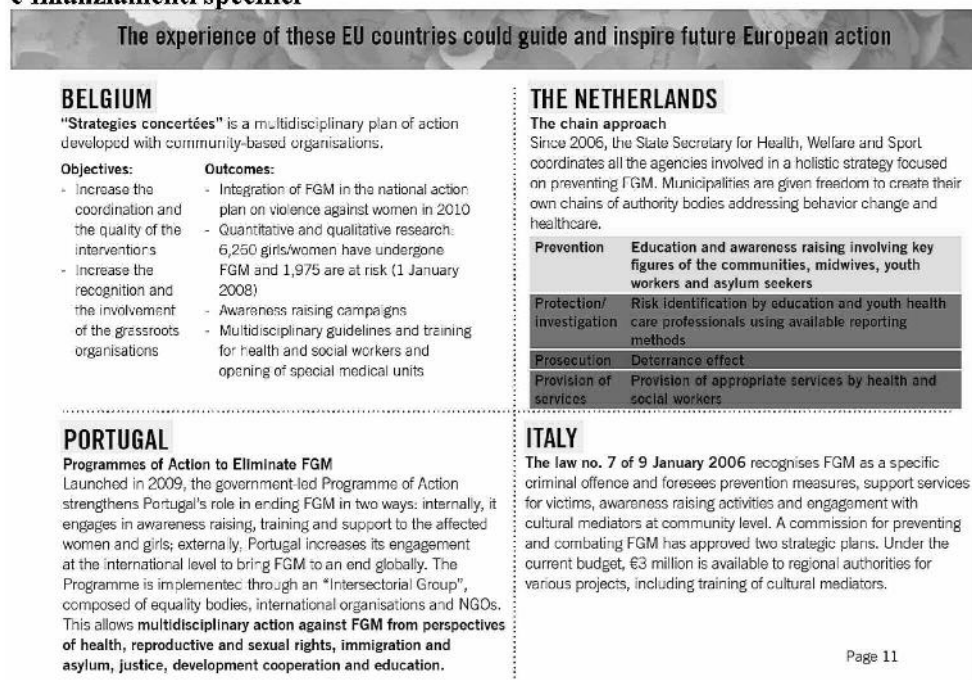 e finanziamenti specifici
The experience of these EU countries could guide and inspire future European action
BELGIUM
"Strategies concertées" is a multidisciplinary plan of action
developed with community-based organisations.
Objectives:
- Increase the
coordination and
the quality of the
interventions
- Increase the
recognition and
the involvement
of the grassroots
organisations
Outcomes:
- Integration of FGM in the national action
plan on violence against women in 2010
- Quantitative and qualitative research:
6,250 girls/women have undergone
FGM and 1,975 are at risk (1 January
2008)
- Awareness raising campaigns
- Multidisciplinary guidelines and training
for health and social workers and
opening of special medical units
THE NETHERLANDS
The chain approach
Since 2006, the State Secretary for Health, Welfare and Sport
coordinates all the agencies involved in a holistic strategy focused
on preventing FGM. Municipalities are given freedom to create their
own chains of authority bodies addressing behavior change and
healthcare.
Prevention Education and awareness raising involving key
figures of the communities, midwives, youth
workers and asylum seekers
Protection/ Risk identification by education and youth health
investigation care professionals using available reporting
methods
Prosecution Deterrance effect
Provision of Provision of appropriate services by health and
services social workers
PORTUGAL
Programmes of Action to Eliminate FGM
Launched in 2009, the government-led Programme of Action
strengthens Portugal's role in ending FGM in two ways: internally, it
engages in awareness raising, training and support to the affected
women and girls; externally, Portugal increases its engagement
at the international level to bring FGM to an end globally. The
Programme is implemented through an "Intersectorial Group",
composed of equality bodies, international organisations and NGOs.
This allows multidisciplinary action against FGM from perspectives
of health, reproductive and sexual rights, immigration and
asylum, justice, development cooperation and education.
ITALY
The law no. 7 of 9 January 2006 recognises FGM as a specific
criminal offence and foresees prevention measures, support services
for victims, awareness raising activities and engagement with
cultural mediators at community level. A commission for preventing
and combating FGM has approved two strategic plans. Under the
current budget, €3 million is available to regional authorities for
various projects, including training of cultural mediators.
Page 11